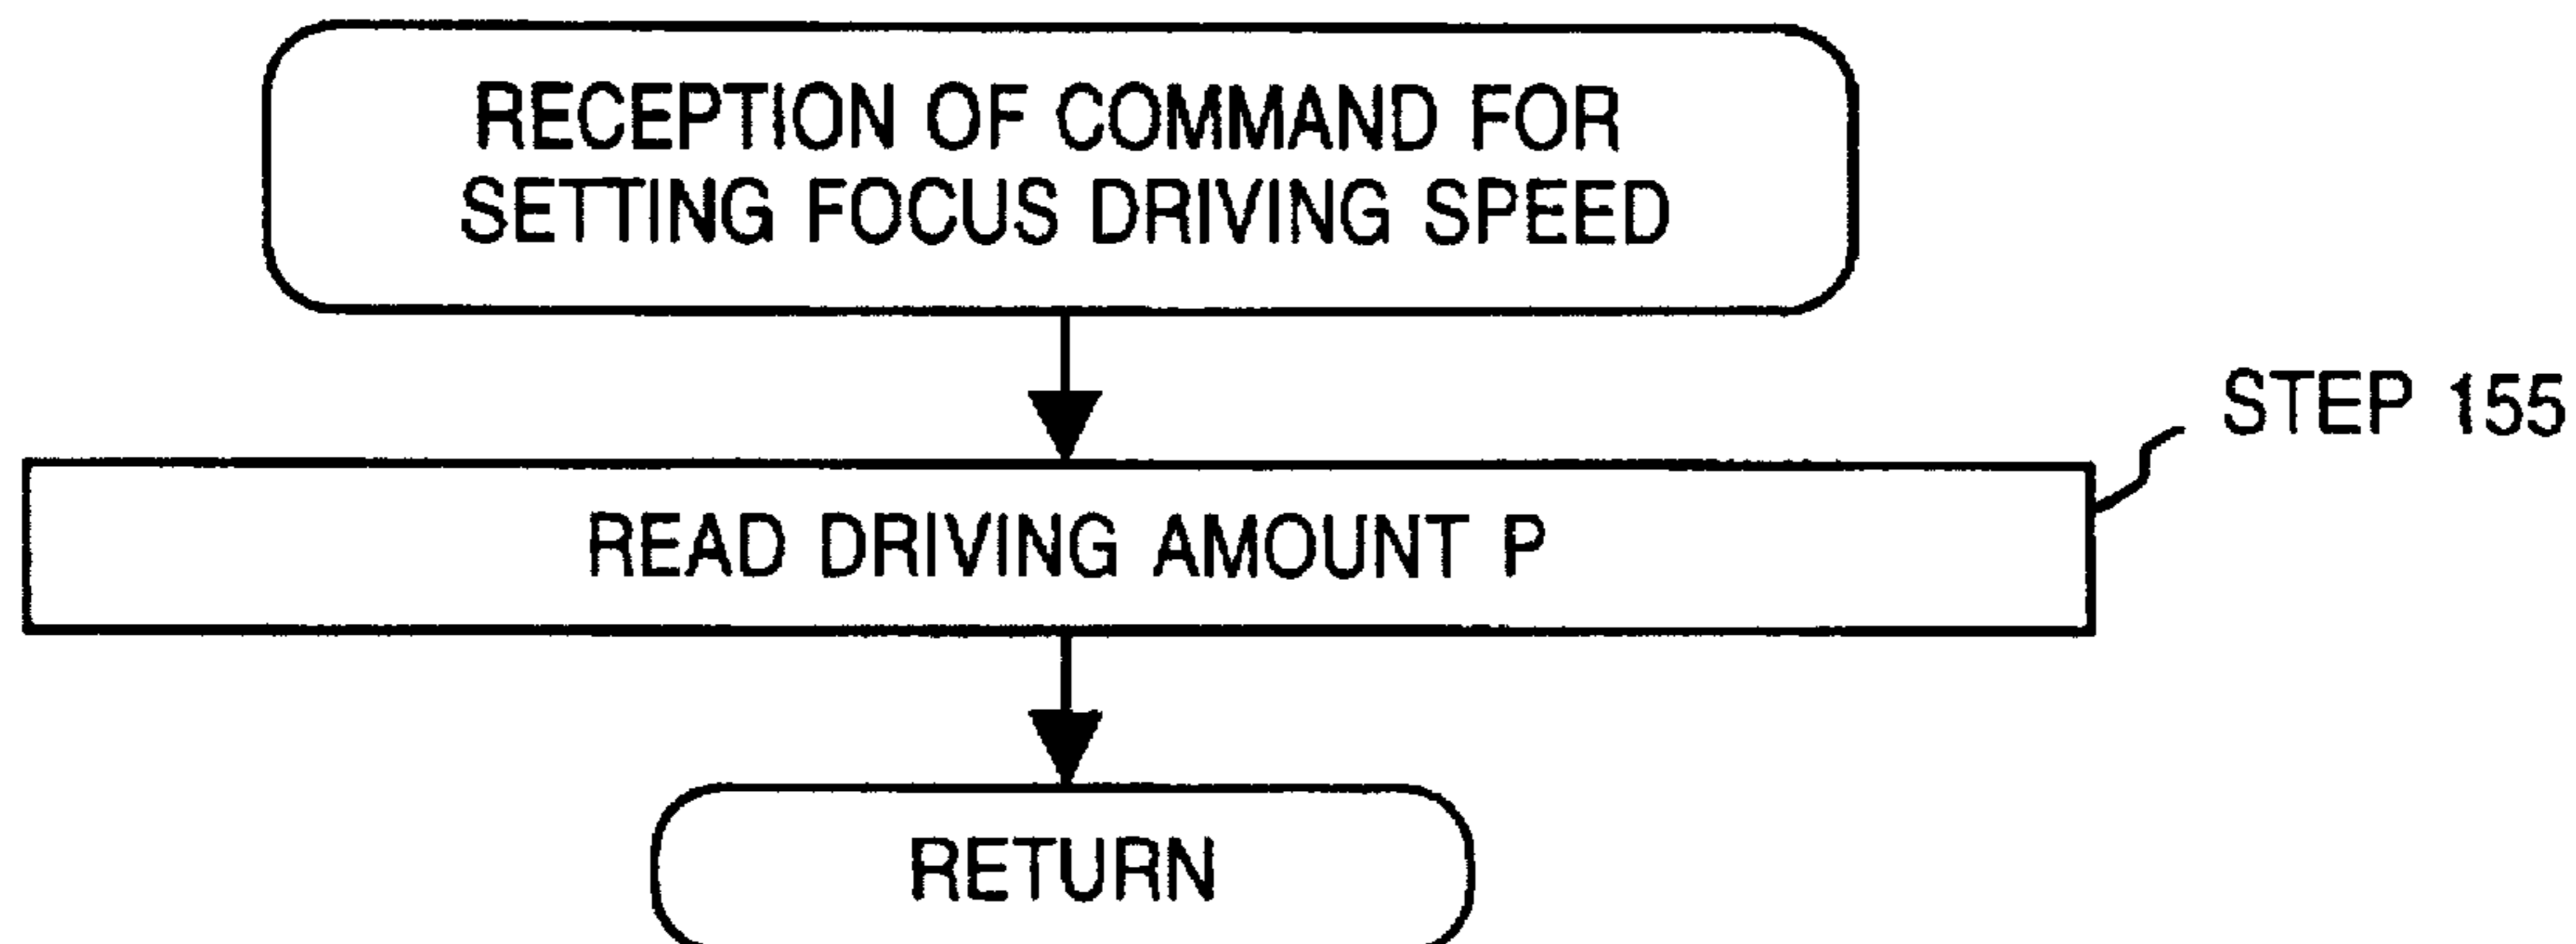 RECEPTION OF COMMAND FOR
SETTING FOCUS DRIVING SPEED
STEP 155
READ DRIVING AMOUNT P
RETURN